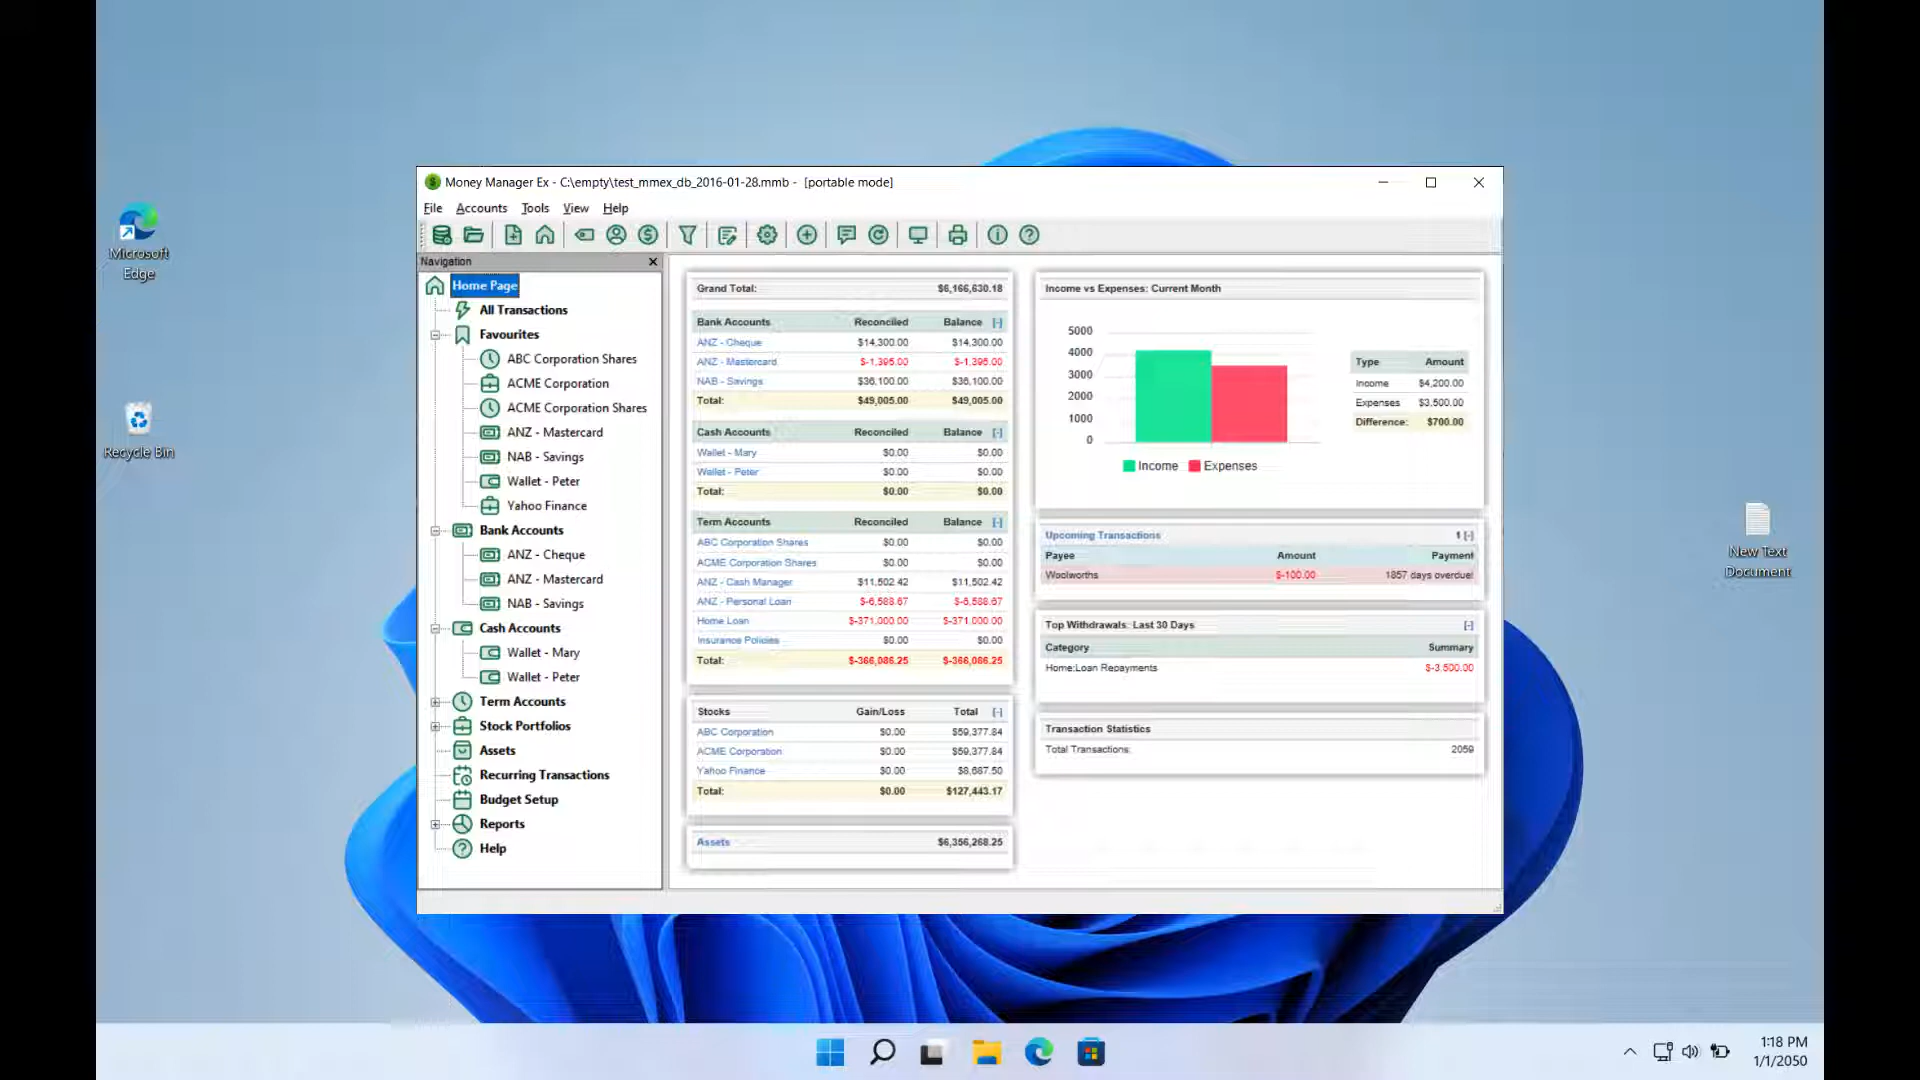 Microsoft
Edge
Recycle Bin
New Text
Document
Money Manager Ex - C:\empty\test_mmex_db_2016-01-28.mmb - [portable mode]
File Accounts Tools View Help
Navigation
Home Page
All Transactions
Favourites
ABC Corporation Shares
ACME Corporation
ACME Corporation Shares
ANZ - Mastercard
NAB - Savings
Wallet - Peter
Yahoo Finance
Bank Accounts
ANZ - Cheque
ANZ - Mastercard
NAB - Savings
Cash Accounts
Wallet - Mary
Wallet - Peter
Term Accounts
Stock Portfolios
Assets
Recurring Transactions
Budget Setup
Reports
Help
Grand Total: $6,166,630.18
Bank Accounts Reconciled Balance [-]
ANZ - Cheque $14,300.00 $14,300.00
ANZ - Mastercard $-1,395.00 $-1,395.00
NAB - Savings $36,100.00 $36,100.00
Total: $49,005.00 $49,005.00
Cash Accounts Reconciled Balance [-]
Wallet - Mary $0.00 $0.00
Wallet - Peter $0.00 $0.00
Total: $0.00 $0.00
Term Accounts Reconciled Balance [-]
ABC Corporation Shares $0.00 $0.00
ACME Corporation Shares $0.00 $0.00
ANZ - Cash Manager $11,502.42 $11,502.42
ANZ - Personal Loan $-6,588.67 $-6,588.67
Home Loan $-371,000.00 $-371,000.00
Insurance Policies $0.00 $0.00
Total: $-366,086.25 $-366,086.25
Stocks Gain/Loss Total [-]
ABC Corporation $0.00 $59,377.84
ACME Corporation $0.00 $59,377.84
Yahoo Finance $0.00 $8,687.50
Total: $0.00 $127,443.17
Assets $6,356,268.25
Income vs Expenses: Current Month
5000
4000
3000
2000
1000
0
Income Expenses
Type Amount
Income $4,200.00
Expenses $3,500.00
Difference: $700.00
Upcoming Transactions 1 [-]
Payee Amount Payment
Woolworths $-100.00 1857 days overdue!
Top Withdrawals: Last 30 Days [-]
Category Summary
Home:Loan Repayments $-3,500.00
Transaction Statistics
Total Transactions: 2059
1:18 PM
1/1/2050